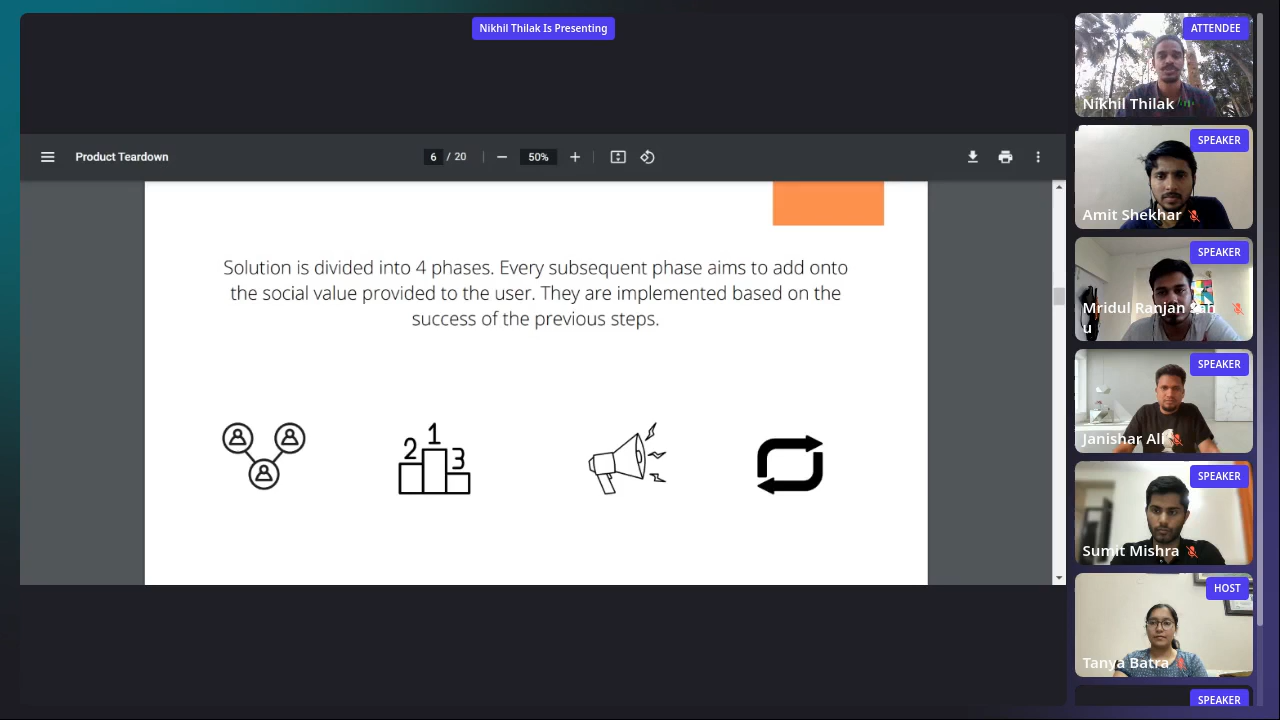 Nikhil Thilak Is Presenting
Product Teardown
6 / 20
50%
Solution is divided into 4 phases. Every subsequent phase aims to add onto
the social value provided to the user. They are implemented based on the
success of the previous steps.
2 1 3
ATTENDEE
Nikhil Thilak
SPEAKER
Amit Shekhar
SPEAKER
Mridul Ranjan Sah
u
SPEAKER
Janishar Ali
SPEAKER
Sumit Mishra
HOST
Tanya Batra
SPEAKER